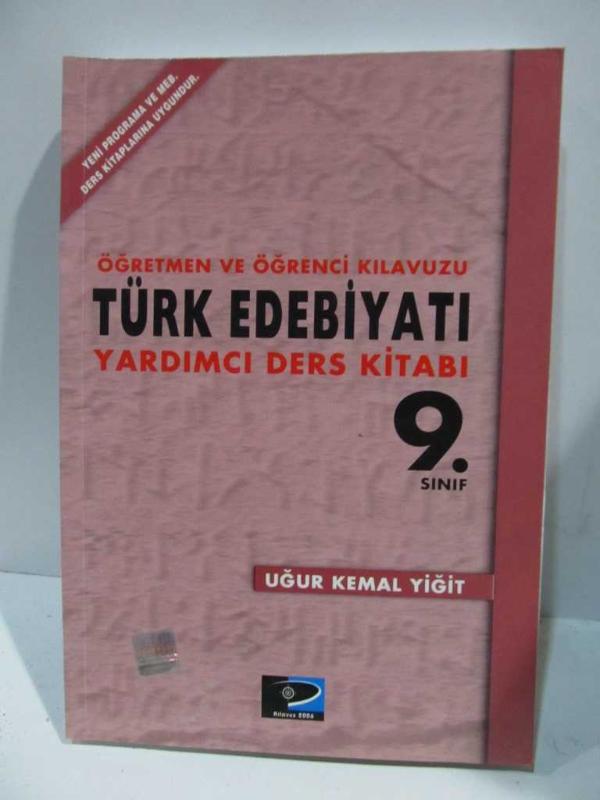 YENİ PROGRAMA VE MEB.
DERS KİTAPLARINA UYGUNDUR.
ÖĞRETMEN VE ÖĞRENCİ KILAVUZU
TÜRK EDEBİYATI
YARDIMCI DERS KİTABI
9.
SINIF
UĞUR KEMAL YİĞİT